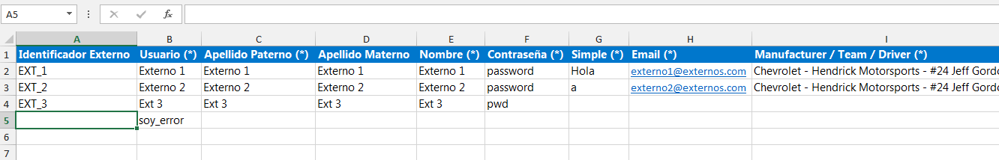 A5 fx
A B C D E F G H I
1 Identificador Externo Usuario (*) Apellido Paterno (*) Apellido Materno Nombre (*) Contraseña (*) Simple (*) Email (*) Manufacturer / Team / Driver (*)
2 EXT_1 Externo 1 Externo 1 Externo 1 Externo 1 password Hola externo1@externos.com Chevrolet - Hendrick Motorsports - #24 Jeff Gordo
3 EXT_2 Externo 2 Externo 2 Externo 2 Externo 2 password a externo2@externos.com Chevrolet - Hendrick Motorsports - #24 Jeff Gordo
4 EXT_3 Ext 3 Ext 3 Ext 3 Ext 3 pwd
5 soy_error
6
7